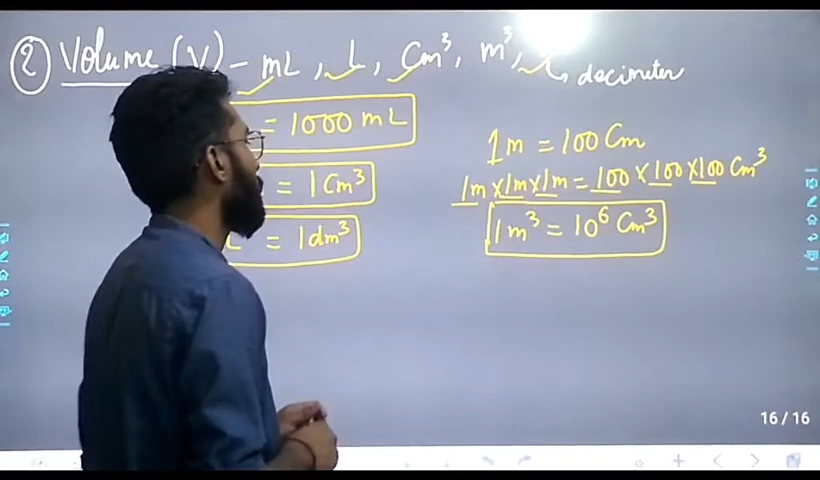 ② Volume (V) - mL, L, Cm³, m³, decimeter
= 1000 mL
= 1 Cm³
L = 1dm³
1m = 100 Cm
1m × 1m × 1m = 100 × 100 × 100 Cm³
1m³ = 10⁶ Cm³
16 / 16